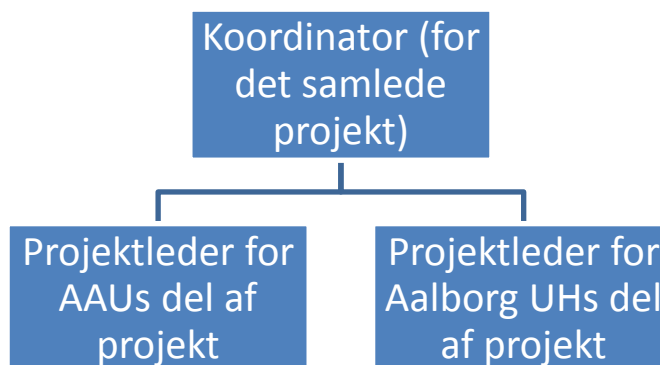 Koordinator (for
det samlede
projekt)
Projektleder for
AAUs del af
projekt
Projektleder for
Aalborg UHs del
af projekt